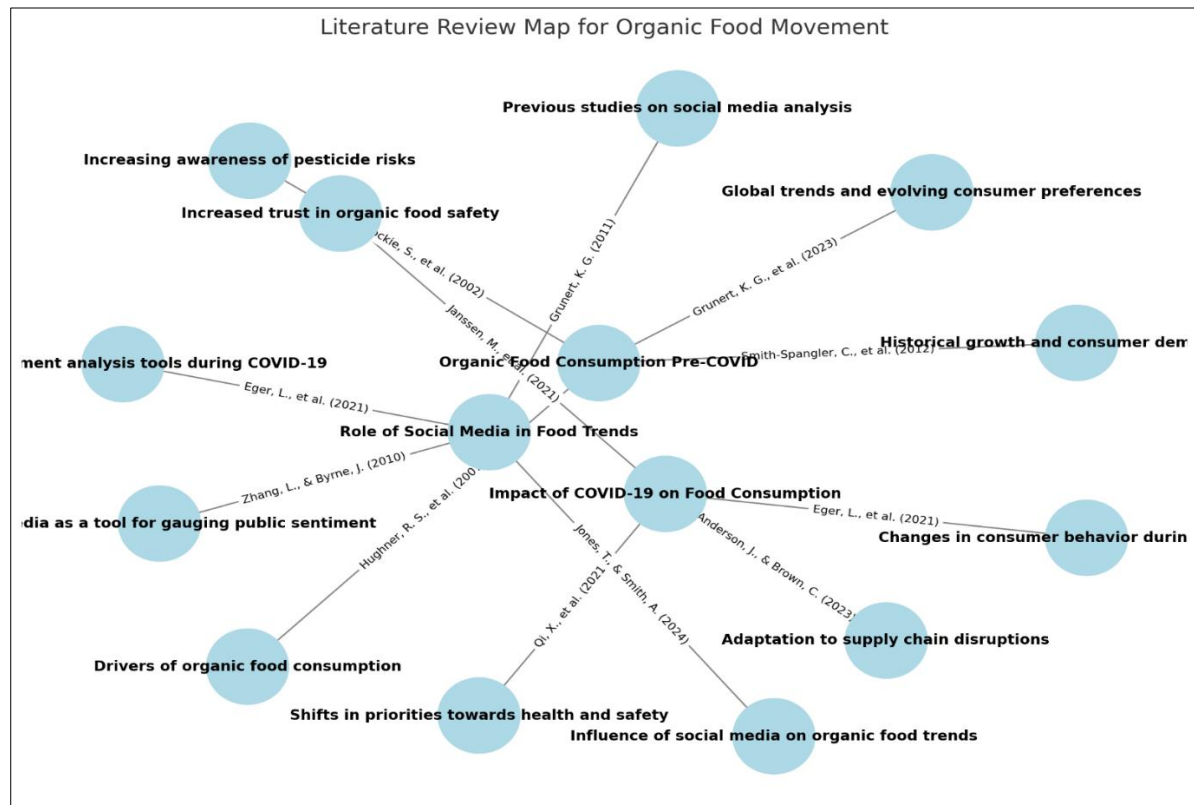 Literature Review Map for Organic Food Movement
Previous studies on social media analysis
Increasing awareness of pesticide risks
Global trends and evolving consumer preferences
Increased trust in organic food safety
Grunert, K. G. (2011)
Grunert, K. G., et al. (2023)
S., et al. (2002)
Janssen, M., et al. (2021)
Historical growth and consumer
Smith-Spangler, C., et al. (2012)
Organic Food Consumption Pre-COVID
analysis tools during COVID-19
Eger, L., et al. (2021)
Role of Social Media in Food Trends
Zhang, L., & Byrne, J. (2010)
Impact of COVID-19 on Food Consumption
as a tool for gauging public sentiment
Hughner, R. S., et al.
Eger, L., et al. (2021)
Anderson, J., & Brown, C. (2023)
Changes in consumer behavior
Qi, X., et al. (2021
Jones, T., & Smith, A. (2024)
Adaptation to supply chain disruptions
Drivers of organic food consumption
Shifts in priorities towards health and safety
Influence of social media on organic food trends